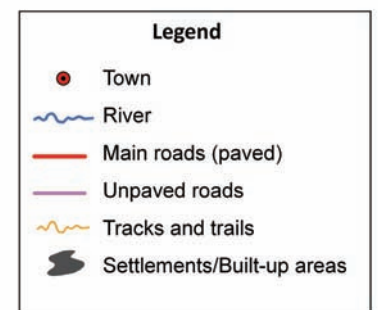 Legend
Town
River
Main roads (paved)
Unpaved roads
Tracks and trails
Settlements/Built-up areas